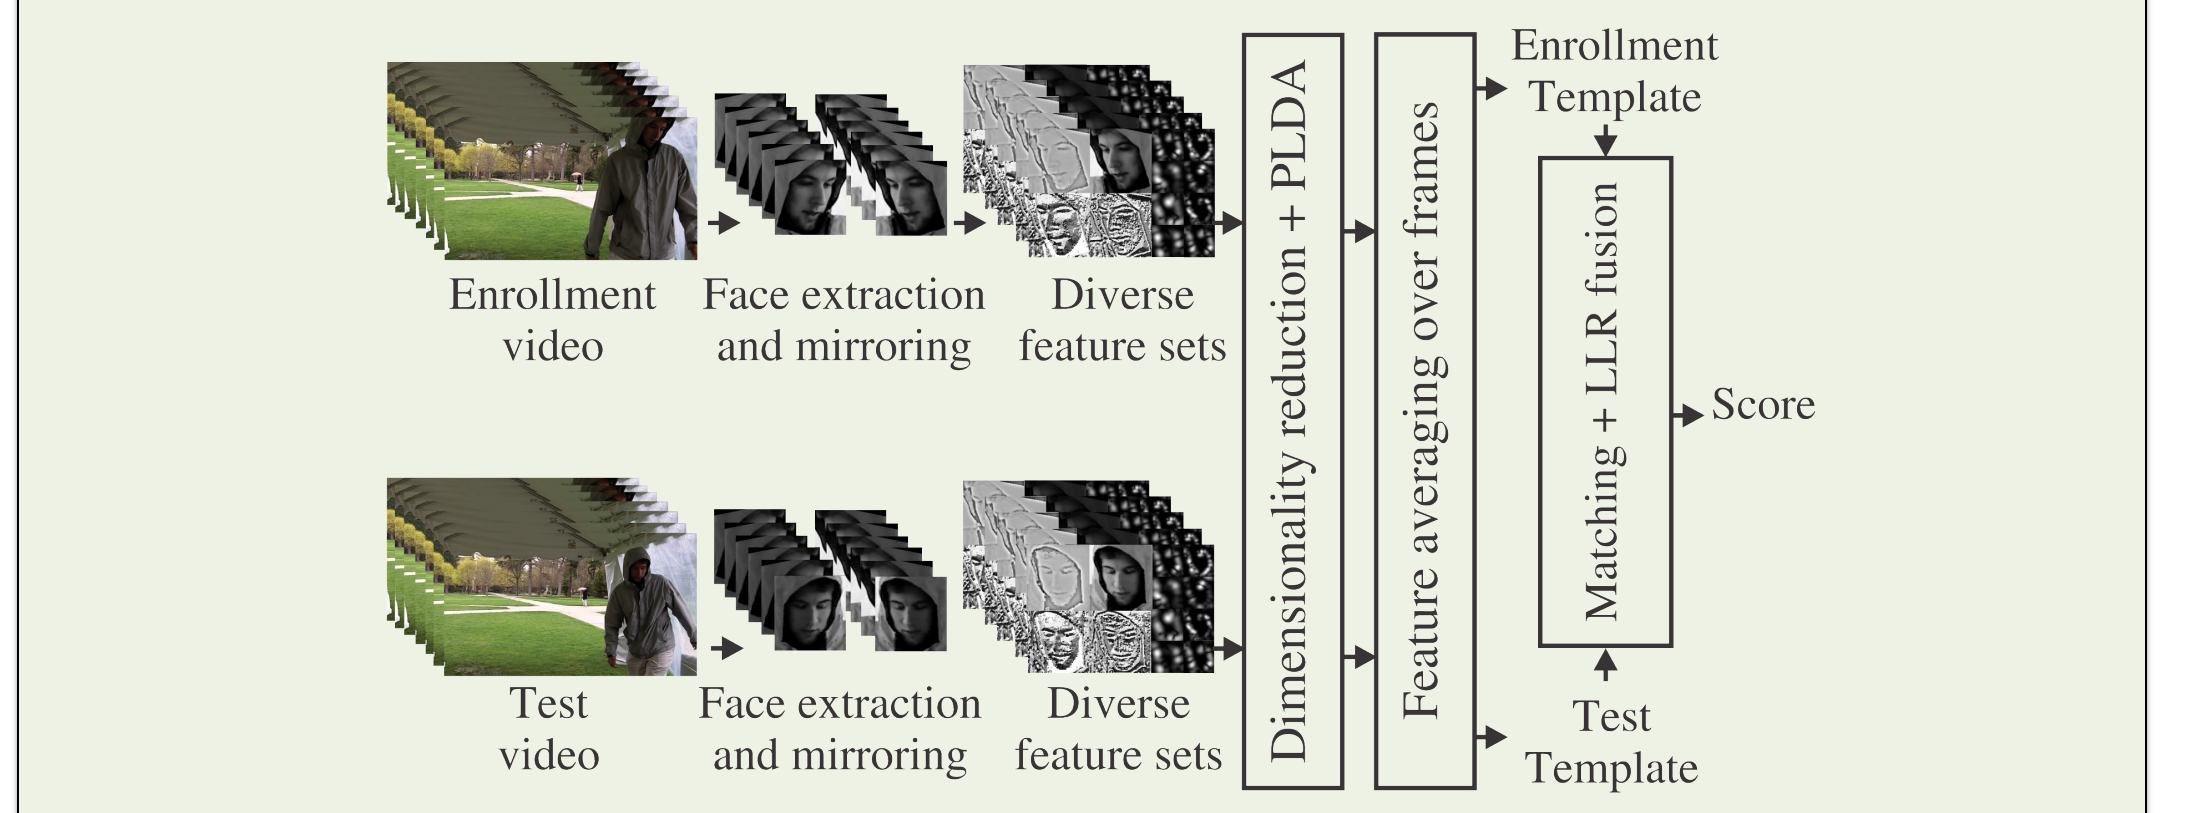 Enrollment
video
Face extraction
and mirroring
Diverse
feature sets
Test
video
Face extraction
and mirroring
Diverse
feature sets
Dimensionality reduction + PLDA
Feature averaging over frames
Enrollment
Template
Matching + LLR fusion
Score
Test
Template